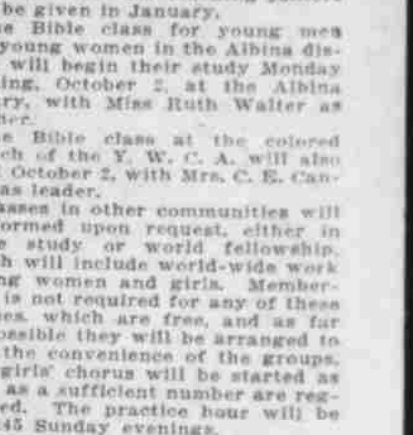 be given in January.
e Bible class for young men
young women in the Albina dis-
will begin their study Monday
ing, October 2, at the Albina
ry, with Miss Ruth Walter as
der.
e Bible class at the colored
ch of the Y. W. C. A. will also
October 2, with Mrs. C. E. Can-
as leader.
asses in other communities will
ormed upon request, either in
e study or world fellowship,
h will include world-wide work
ng women and girls. Member-
is not required for any of these
es, which are free, and as far
ossible they will be arranged to
the convenience of the groups.
girls' chorus will be started as
as a sufficient number are reg-
ed. The practice hour will be
45 Sunday evenings.